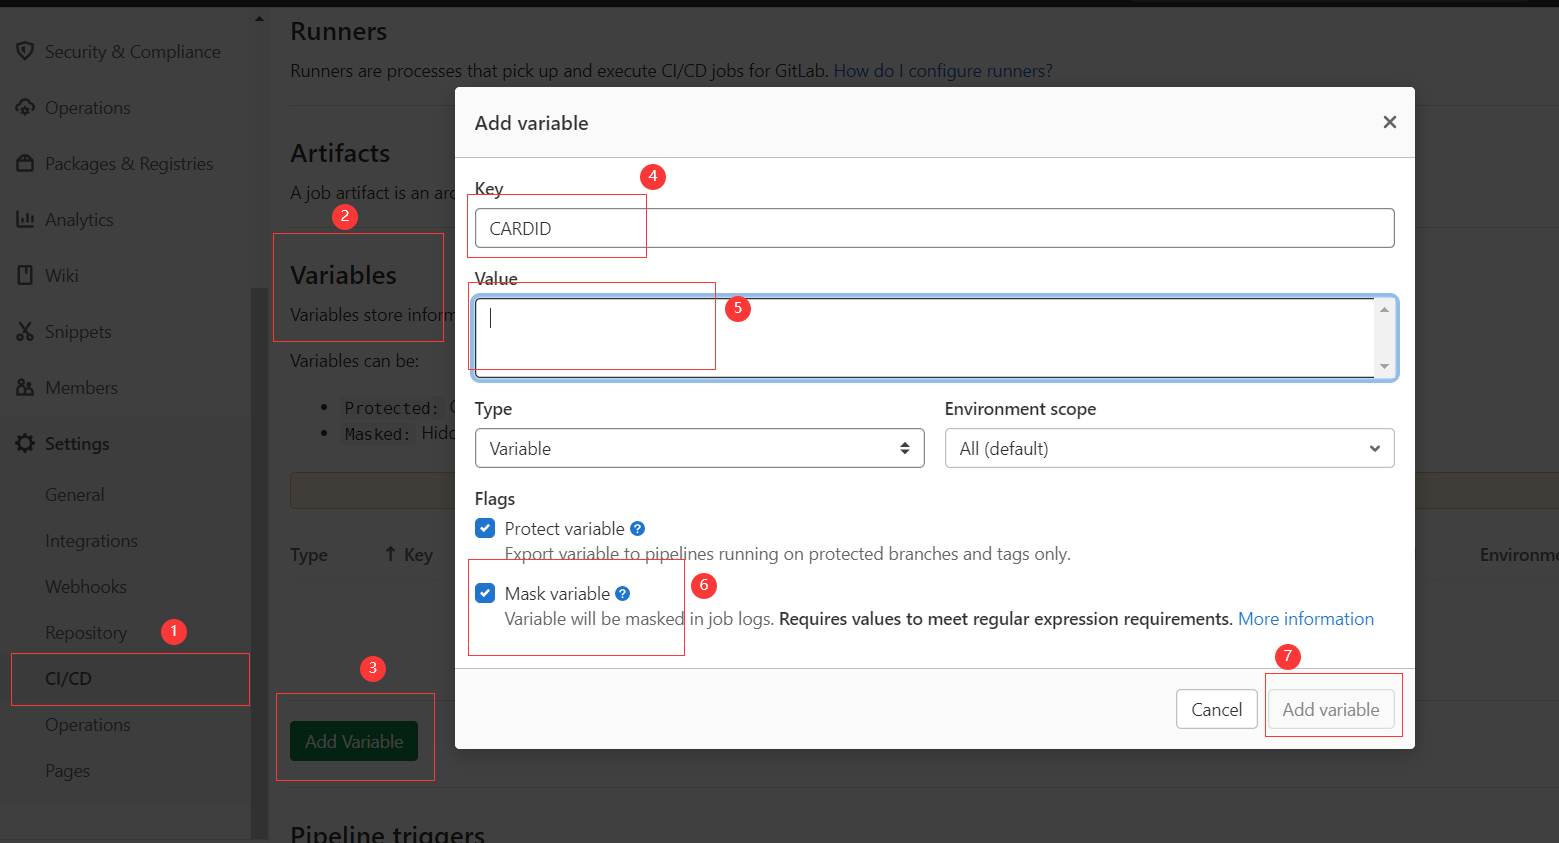 Security & Compliance
Operations
Packages & Registries
Analytics
Wiki
Snippets
Members
Settings
General
Integrations
Webhooks
Repository
1
CI/CD
Operations
Pages
Runners
Runners are processes that pick up and execute CI/CD jobs for GitLab. How do I configure runners?
Artifacts
A job artifact is an
2
Variables
Variables store
Variables can be:
Protected:
Masked:
Type
↑ Key
3
Add Variable
Pipeline triggers
Add variable
×
Key
4
CARDID
Value
5
Type
Environment scope
Variable
All (default)
Flags
Protect variable ?
Export variable to pipelines running on protected branches and tags only.
Mask variable ?
6
Variable will be masked in job logs. Requires values to meet regular expression requirements. More information
7
Cancel
Add variable